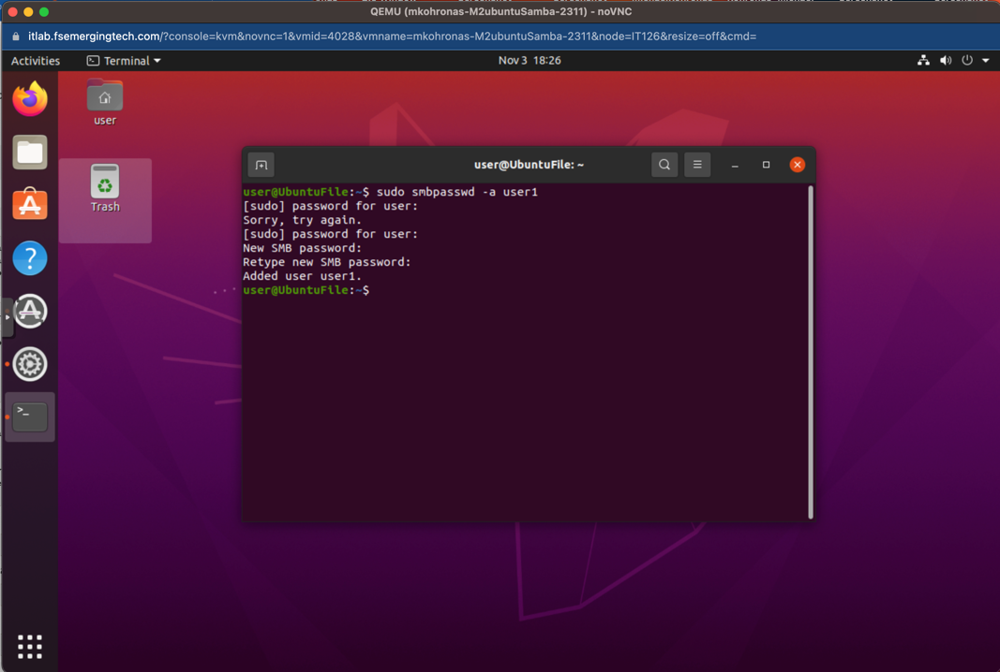 QEMU (mkohronas-M2ubuntuSamba-2311) - noVNC
itlab.fsemergingtech.com/?console=kvm&novnc=1&vmid=4028&vmname=mkohronas-M2ubuntuSamba-2311&node=IT126&resize=off&cmd=
Activities Terminal Nov 3 18:26
user
Trash
user@UbuntuFile: ~
user@UbuntuFile:~$ sudo smbpasswd -a user1
[sudo] password for user:
Sorry, try again.
[sudo] password for user:
New SMB password:
Retype new SMB password:
Added user user1.
user@UbuntuFile:~$